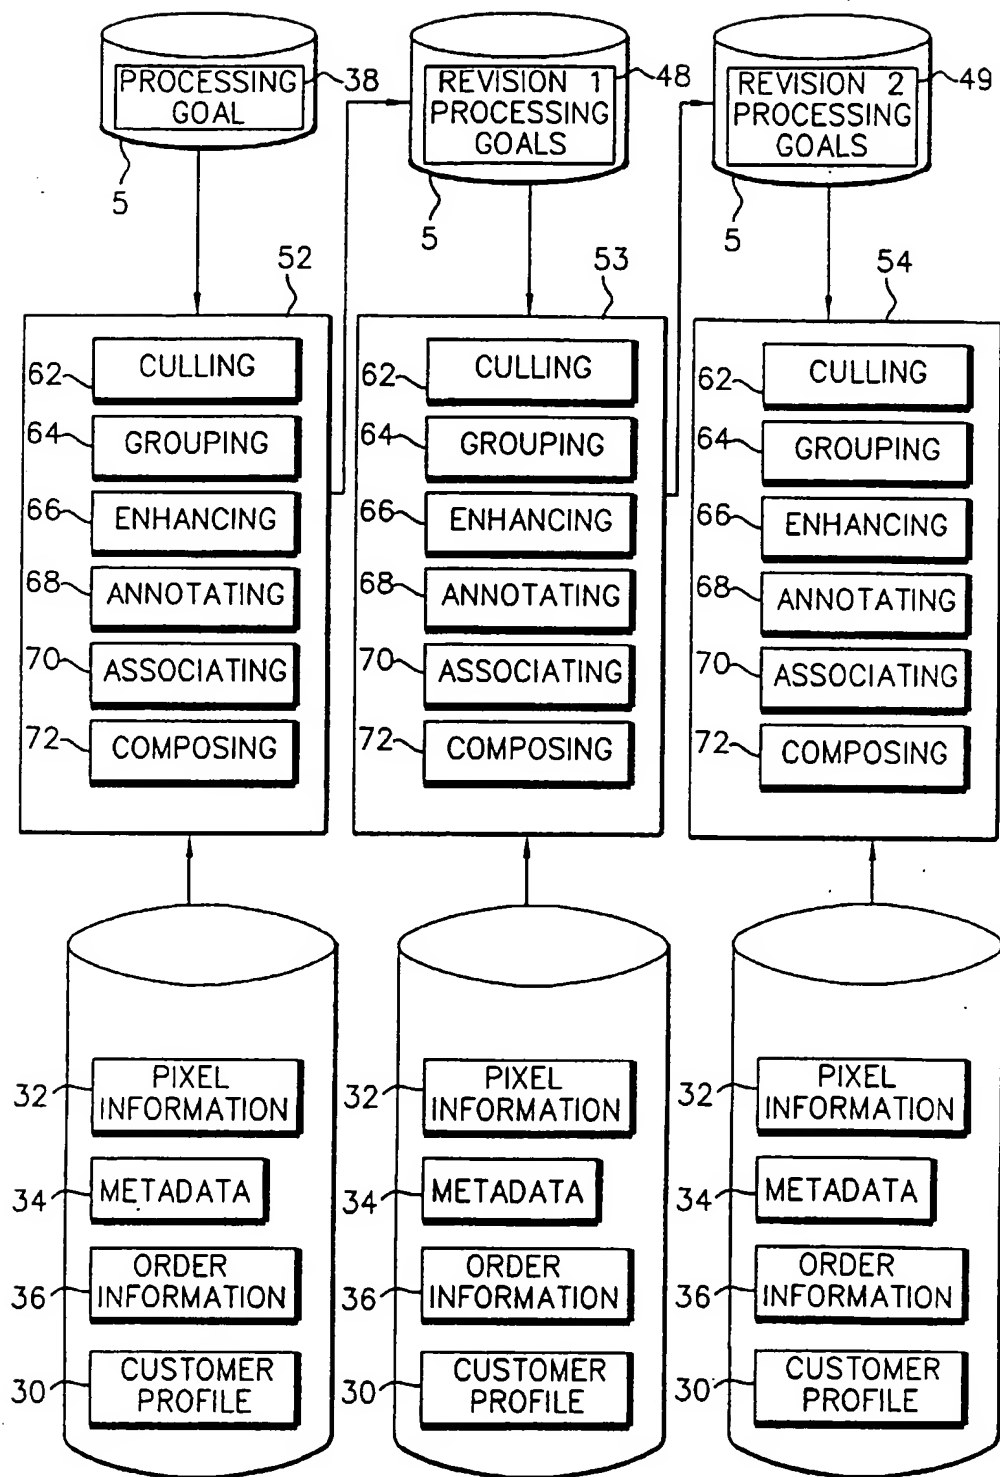 PROCESSING
GOAL
38
5
REVISION 1
PROCESSING
GOALS
48
5
REVISION 2
PROCESSING
GOALS
49
5
52
62
CULLING
64
GROUPING
66
ENHANCING
68
ANNOTATING
70
ASSOCIATING
72
COMPOSING
53
62
CULLING
64
GROUPING
66
ENHANCING
68
ANNOTATING
70
ASSOCIATING
72
COMPOSING
54
62
CULLING
64
GROUPING
66
ENHANCING
68
ANNOTATING
70
ASSOCIATING
72
COMPOSING
32
PIXEL
INFORMATION
34
METADATA
36
ORDER
INFORMATION
30
CUSTOMER
PROFILE
32
PIXEL
INFORMATION
34
METADATA
36
ORDER
INFORMATION
30
CUSTOMER
PROFILE
32
PIXEL
INFORMATION
34
METADATA
36
ORDER
INFORMATION
30
CUSTOMER
PROFILE